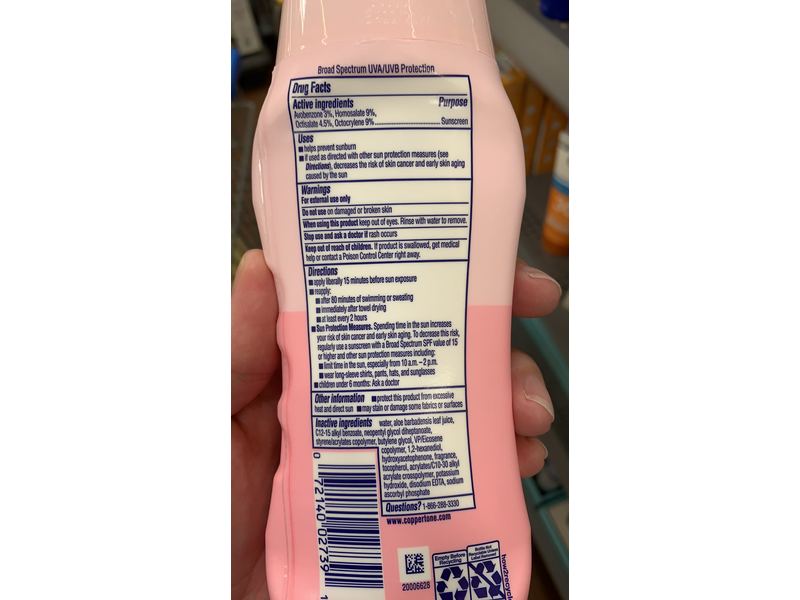 Broad Spectrum UVA/UVB Protection
Drug Facts
Active ingredients Purpose
Avobenzone 3%, Homosalate 9%,
Octisalate 4.5%, Octocrylene 9%........................ Sunscreen
Uses
■ helps prevent sunburn
■ if used as directed with other sun protection measures (see
Directions), decreases the risk of skin cancer and early skin aging
caused by the sun
Warnings
For external use only
Do not use on damaged or broken skin
When using this product keep out of eyes. Rinse with water to remove.
Stop use and ask a doctor if rash occurs
Keep out of reach of children. If product is swallowed, get medical
help or contact a Poison Control Center right away.
Directions
■ apply liberally 15 minutes before sun exposure
■ reapply:
■ after 80 minutes of swimming or sweating
■ immediately after towel drying
■ at least every 2 hours
■ Sun Protection Measures. Spending time in the sun increases
your risk of skin cancer and early skin aging. To decrease this risk,
regularly use a sunscreen with a Broad Spectrum SPF value of 15
or higher and other sun protection measures including:
■ limit time in the sun, especially from 10 a.m. – 2 p.m.
■ wear long-sleeve shirts, pants, hats, and sunglasses
■ children under 6 months: Ask a doctor
Other information ■ protect this product from excessive
heat and direct sun ■ may stain or damage some fabrics or surfaces
Inactive ingredients water, aloe barbadensis leaf juice,
C12-15 alkyl benzoate, neopentyl glycol diheptanoate,
styrene/acrylates copolymer, butylene glycol, VP/Eicosene
copolymer, 1,2-hexanediol,
hydroxyacetophenone, fragrance,
tocopherol, acrylates/C10-30 alkyl
acrylate crosspolymer, potassium
hydroxide, disodium EDTA, sodium
ascorbyl phosphate
Questions? 1-866-288-3330
www.coppertone.com
0 72140 02739 1
20006628
Empty Before
Recycling
Bottle Not
Recyclable Unless
Label Removed
how2recycle